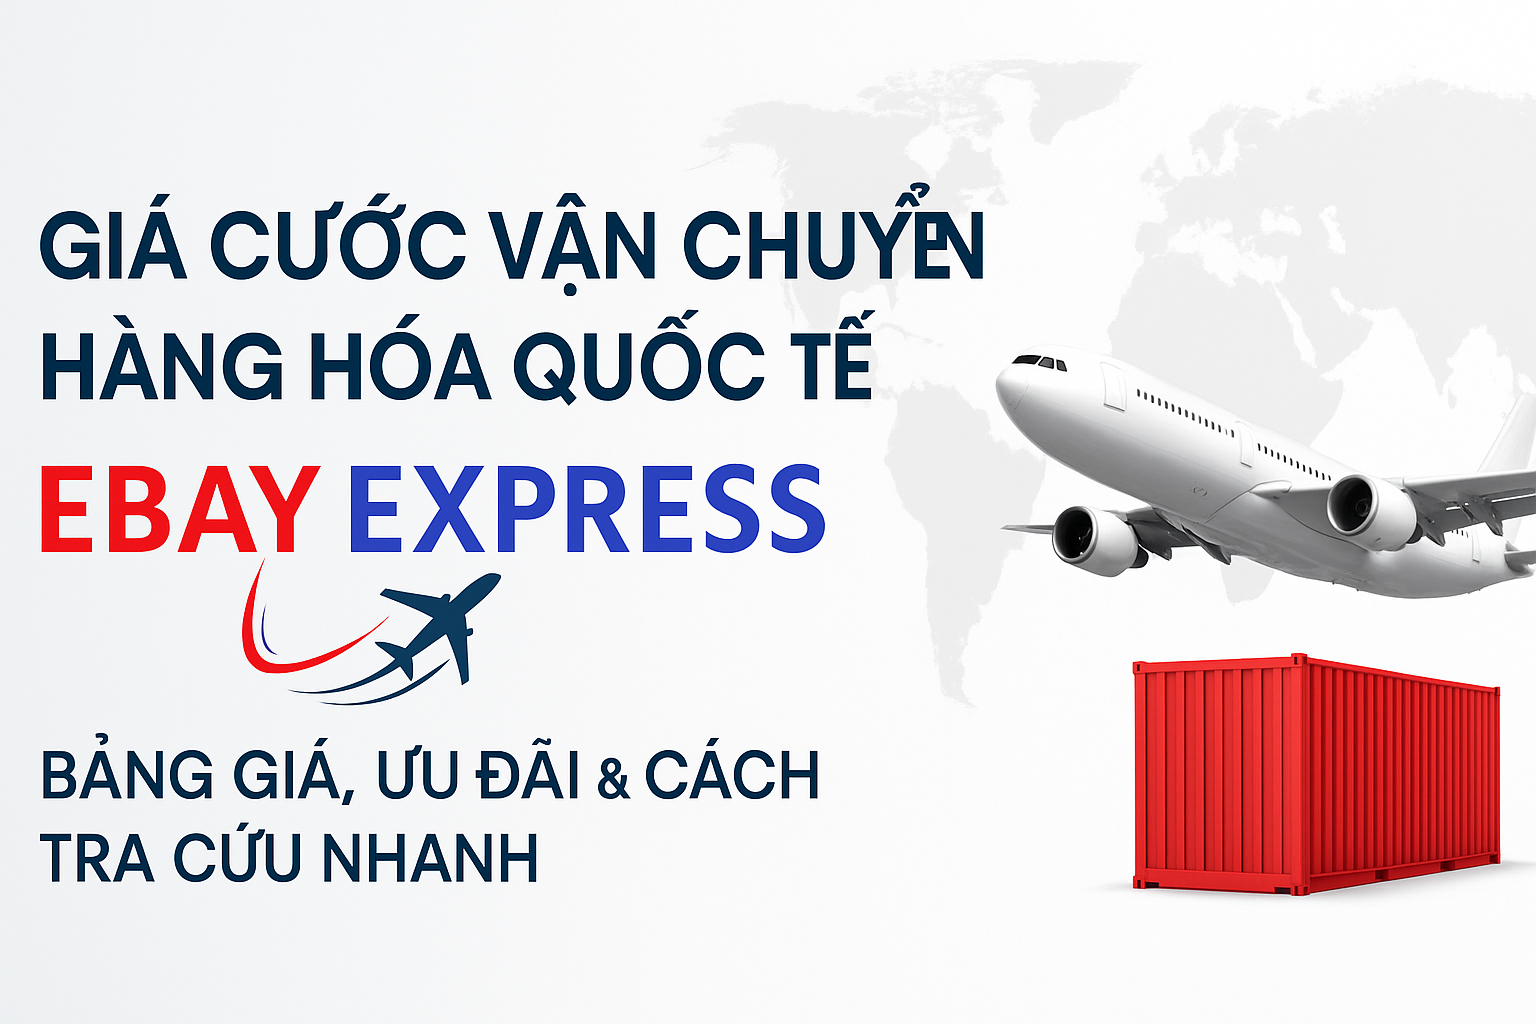 GIÁ CƯỚC VẬN CHUYỂN
HÀNG HÓA QUỐC TẾ
EBAY EXPRESS
BẢNG GIÁ, ƯU ĐÃI & CÁCH
TRA CỨU NHANH